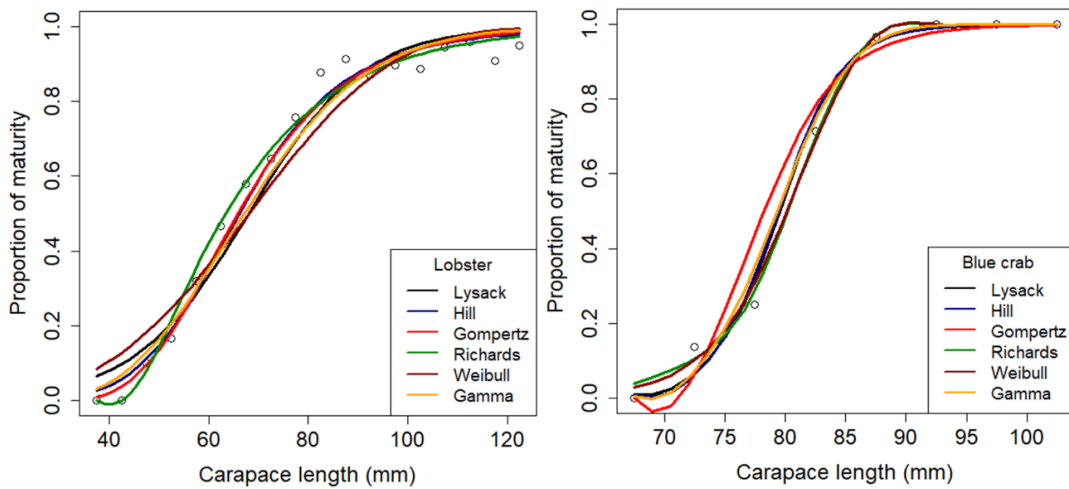 Proportion of maturity
1.0
0.8
0.6
0.4
0.2
0.0
Lobster
Lysack
Hill
Gompertz
Richards
Weibull
Gamma
40 60 80 100 120
Carapace length (mm)
Proportion of maturity
1.0
0.8
0.6
0.4
0.2
0.0
Blue crab
Lysack
Hill
Gompertz
Richards
Weibull
Gamma
70 75 80 85 90 95 100
Carapace length (mm)